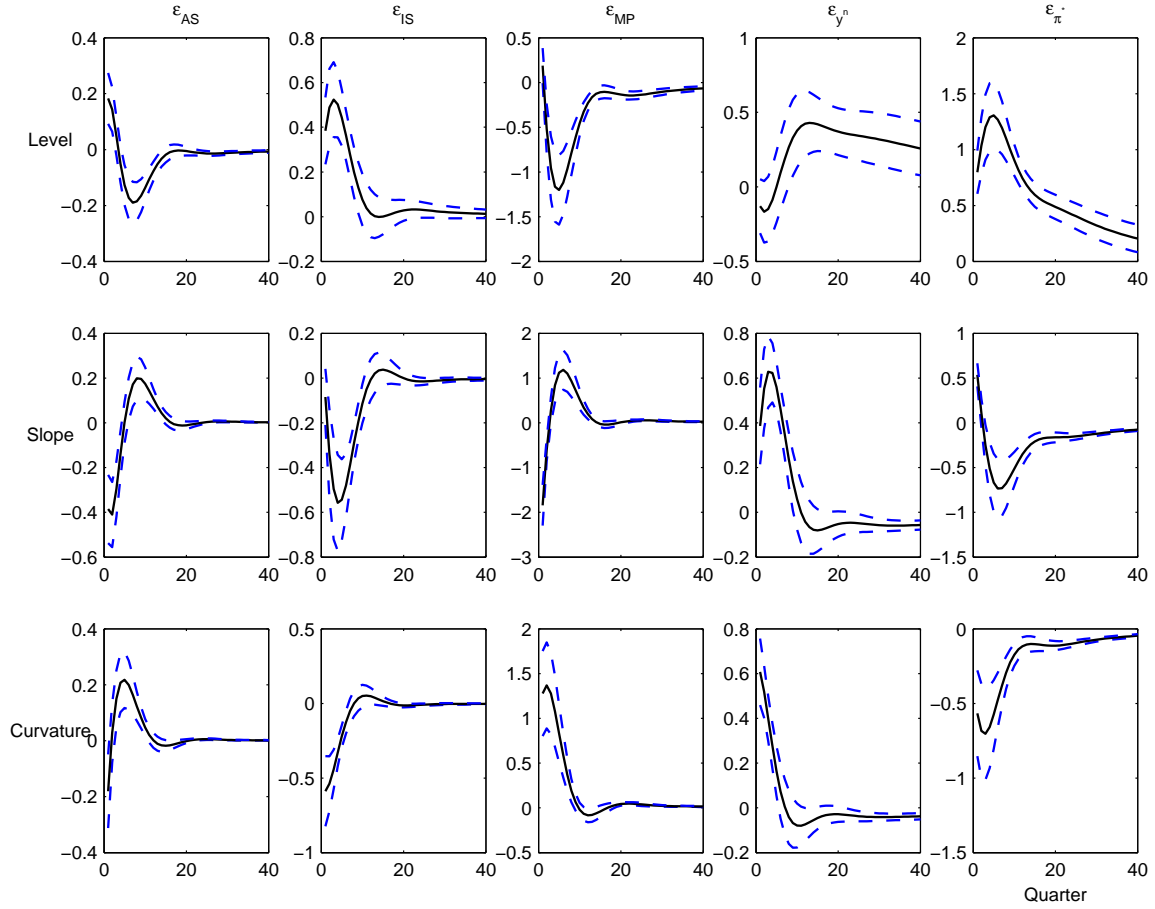 ε_AS ε_IS ε_MP ε_y^n ε_π*
Level
0.4 0.8 0.5 1 2
0.2 0.6 0 0.5 1.5
0 0.4 −0.5 0 1
−0.2 0.2 −1 −0.5 0.5
−0.4 0 −1.5 0
−0.2 −2
0 20 40 0 20 40 0 20 40 0 20 40 0 20 40
Slope
0.4 0.2 2 0.8 1
0.2 0 1 0.6 0.5
0 −0.2 0 0.4 0
−0.2 −0.4 −1 0.2 −0.5
−0.4 −0.6 −2 0 −1
−0.6 −0.8 −3 −0.2 −1.5
0 20 40 0 20 40 0 20 40 0 20 40 0 20 40
Curvature
0.4 0.5 2 0.8 0
0.2 0 1.5 0.6 −0.5
0 −0.5 1 0.4 −1
−0.2 −1 0.5 0.2 −1.5
−0.4 0 0
−0.5 −0.2
0 20 40 0 20 40 0 20 40 0 20 40 0 20 40
Quarter